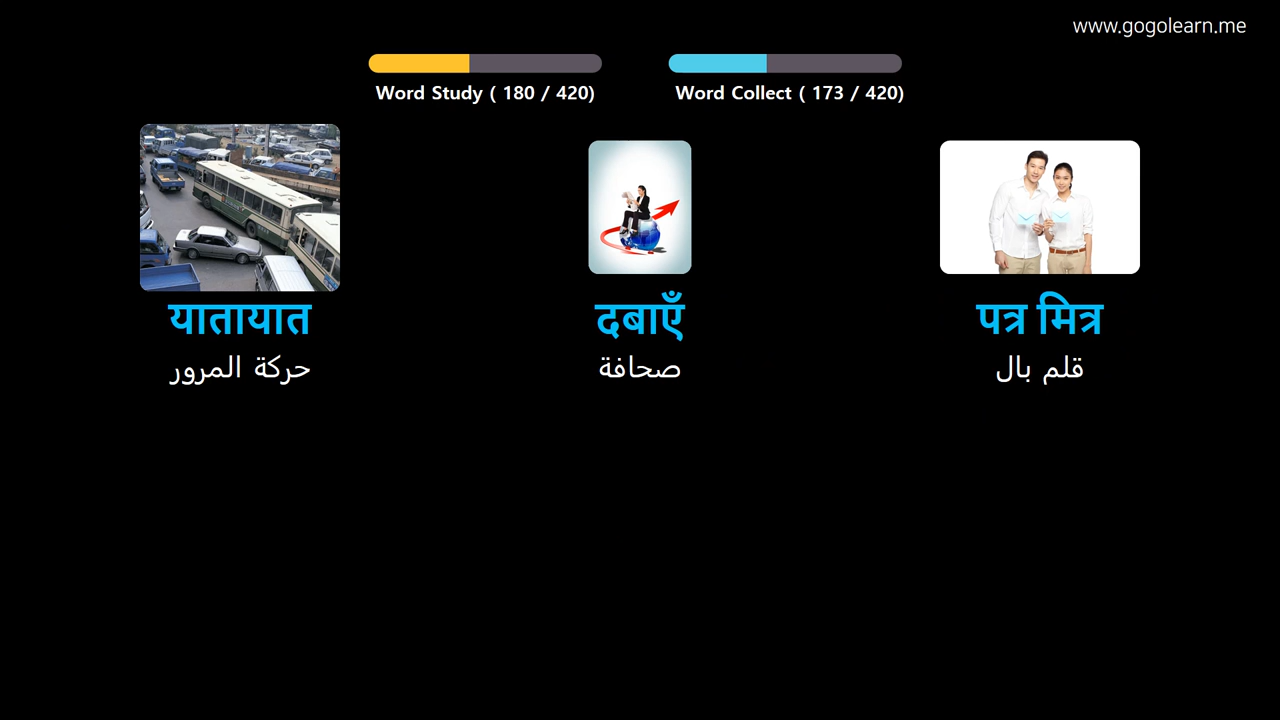 www.gogolearn.me
Word Study ( 180 / 420)
Word Collect ( 173 / 420)
यातायात
दबाएँ
पत्र मित्र
حركة المرور
صحافة
قلم بال